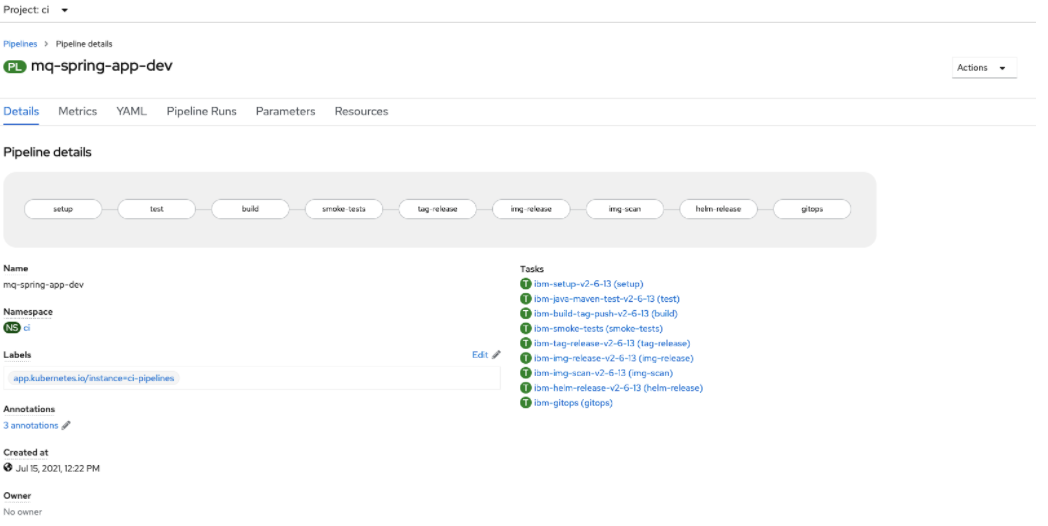 Project: ci
Pipelines > Pipeline details
PL mq-spring-app-dev
Actions
Details Metrics YAML Pipeline Runs Parameters Resources
Pipeline details
setup test build smoke-tests tag-release img-release img-scan helm-release gitops
Name
mq-spring-app-dev
Namespace
NS ci
Labels
Edit
app.kubernetes.io/instance=ci-pipelines
Annotations
3 annotations
Created at
Jul 15, 2021, 12:22 PM
Owner
No owner
Tasks
T ibm-setup-v2-6-13 (setup)
T ibm-java-maven-test-v2-6-13 (test)
T ibm-build-tag-push-v2-6-13 (build)
T ibm-smoke-tests (smoke-tests)
T ibm-tag-release-v2-6-13 (tag-release)
T ibm-img-release-v2-6-13 (img-release)
T ibm-img-scan-v2-6-13 (img-scan)
T ibm-helm-release-v2-6-13 (helm-release)
T ibm-gitops (gitops)